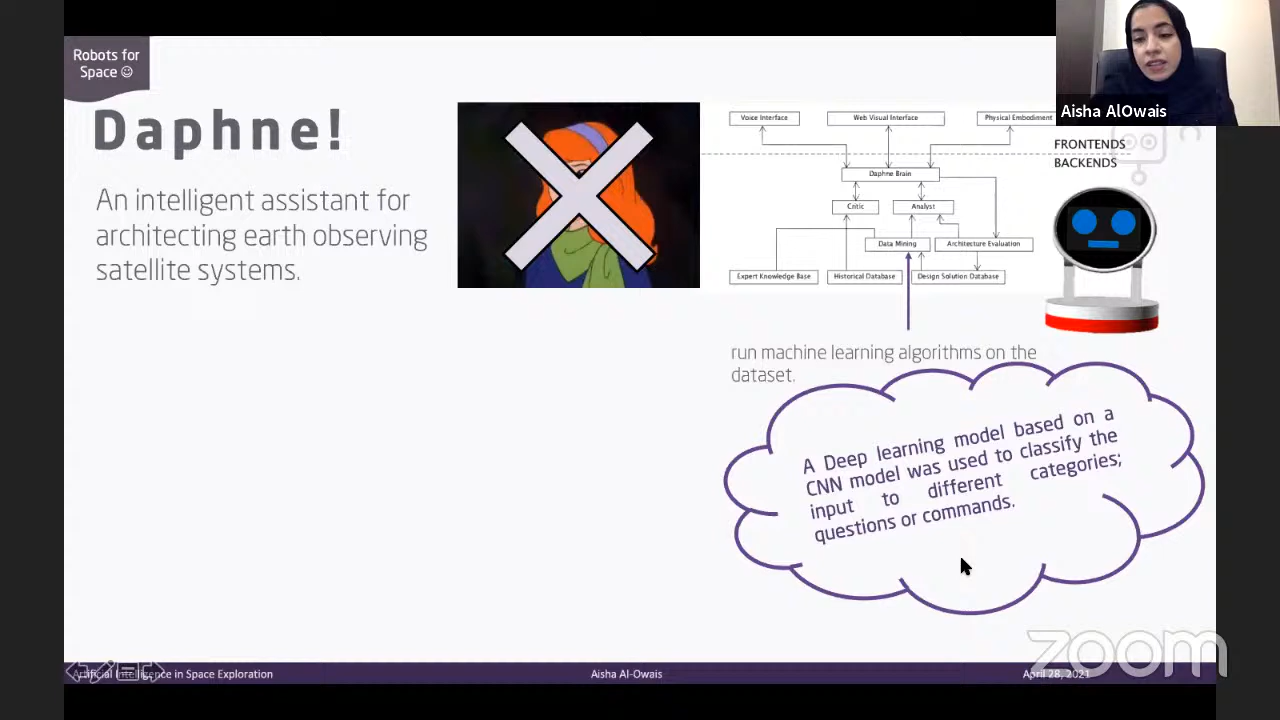 Robots for
Space ☺
Daphne!
An intelligent assistant for
architecting earth observing
satellite systems.
Voice Interface
Web Visual Interface
Physical Embodiment
FRONTENDS
BACKENDS
Daphne Brain
Critic
Analyst
Data Mining
Architecture Evaluation
Expert Knowledge Base
Historical Database
Design Solution Database
run machine learning algorithms on the
dataset.
A Deep learning model based on a
CNN model was used to classify the
input to different categories;
questions or commands.
Aisha AlOwais
zoom
Artificial Intelligence in Space Exploration
Aisha Al-Owais
April 28, 2021